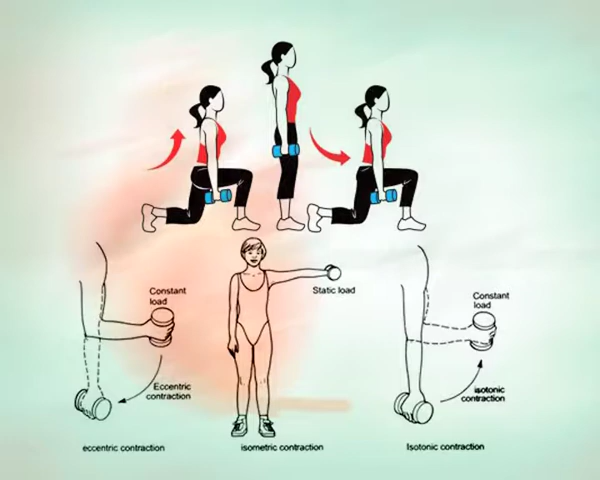 Constant
load
Eccentric
contraction
eccentric contraction
Static load
isometric contraction
Constant
load
isotonic
contraction
Isotonic contraction